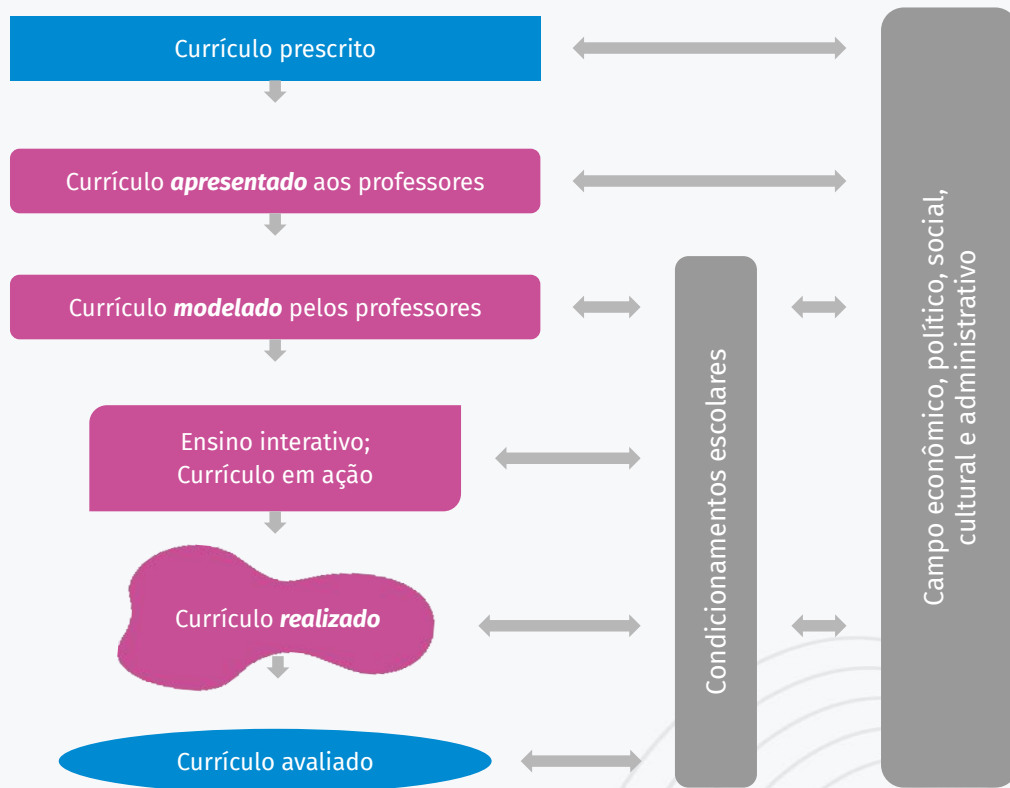 Currículo prescrito
Currículo apresentado aos professores
Currículo modelado pelos professores
Ensino interativo;
Currículo em ação
Currículo realizado
Currículo avaliado
Condicionamentos escolares
Campo econômico, político, social,
cultural e administrativo